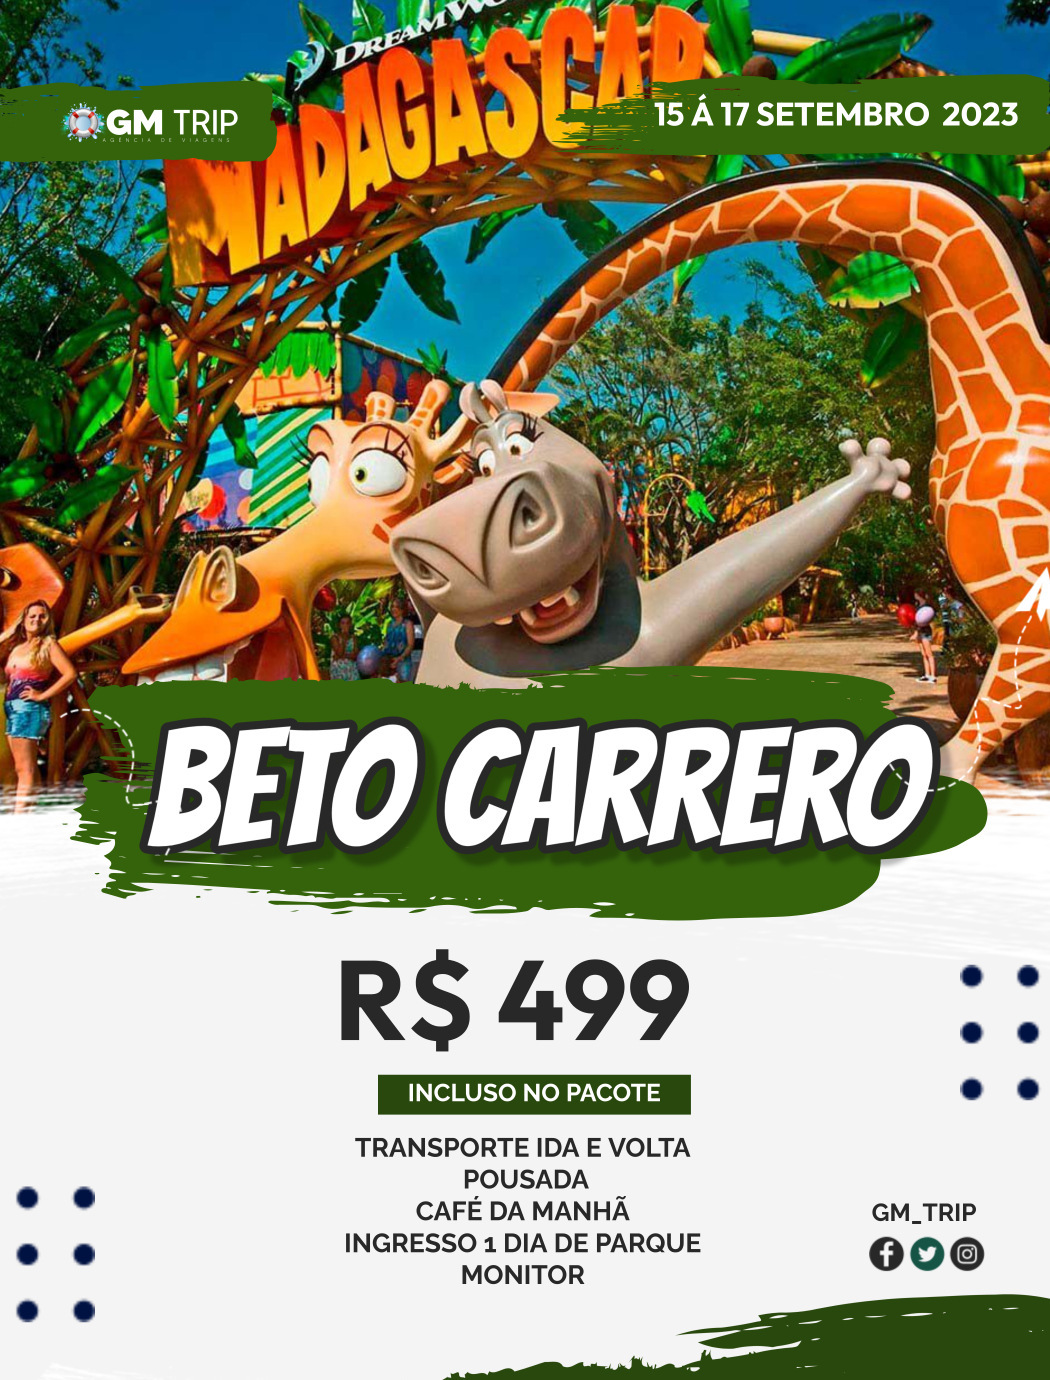 DREAMWO
MADAGASCAR
GM TRIP
AGÊNCIA DE VIAGENS
15 Á 17 SETEMBRO 2023
BETO CARRERO
R$ 499
INCLUSO NO PACOTE
TRANSPORTE IDA E VOLTA
POUSADA
CAFÉ DA MANHÃ
INGRESSO 1 DIA DE PARQUE
MONITOR
GM_TRIP